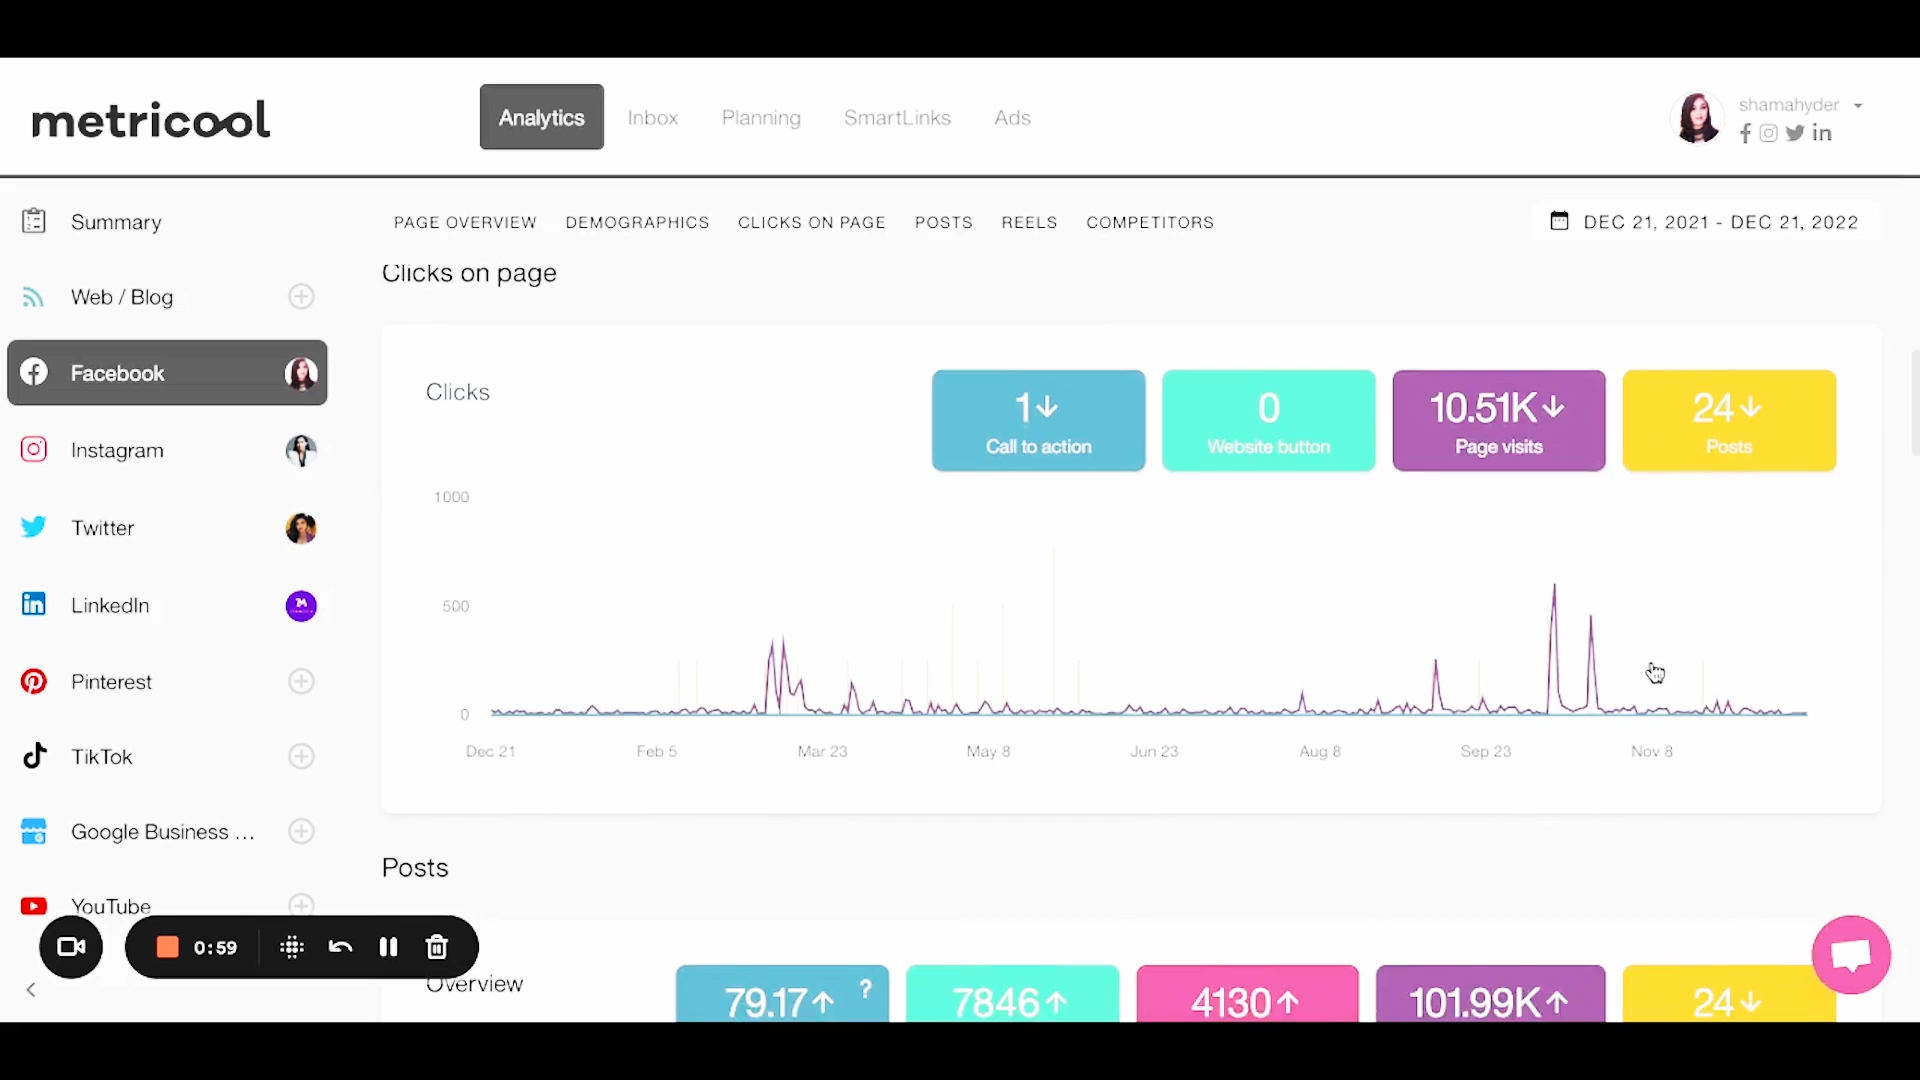 metricool
Analytics
Inbox
Planning
SmartLinks
Ads
shamahyder
Summary
Web / Blog
Facebook
Instagram
Twitter
LinkedIn
Pinterest
TikTok
Google Business ...
YouTube
0:59
PAGE OVERVIEW
DEMOGRAPHICS
CLICKS ON PAGE
POSTS
REELS
COMPETITORS
DEC 21, 2021 - DEC 21, 2022
Clicks on page
Clicks
1↓
Call to action
0
Website button
10.51K↓
Page visits
24↓
Posts
1000
500
0
Dec 21
Feb 5
Mar 23
May 8
Jun 23
Aug 8
Sep 23
Nov 8
Posts
Overview
79.17↑
?
7846↑
4130↑
101.99K↑
24↓